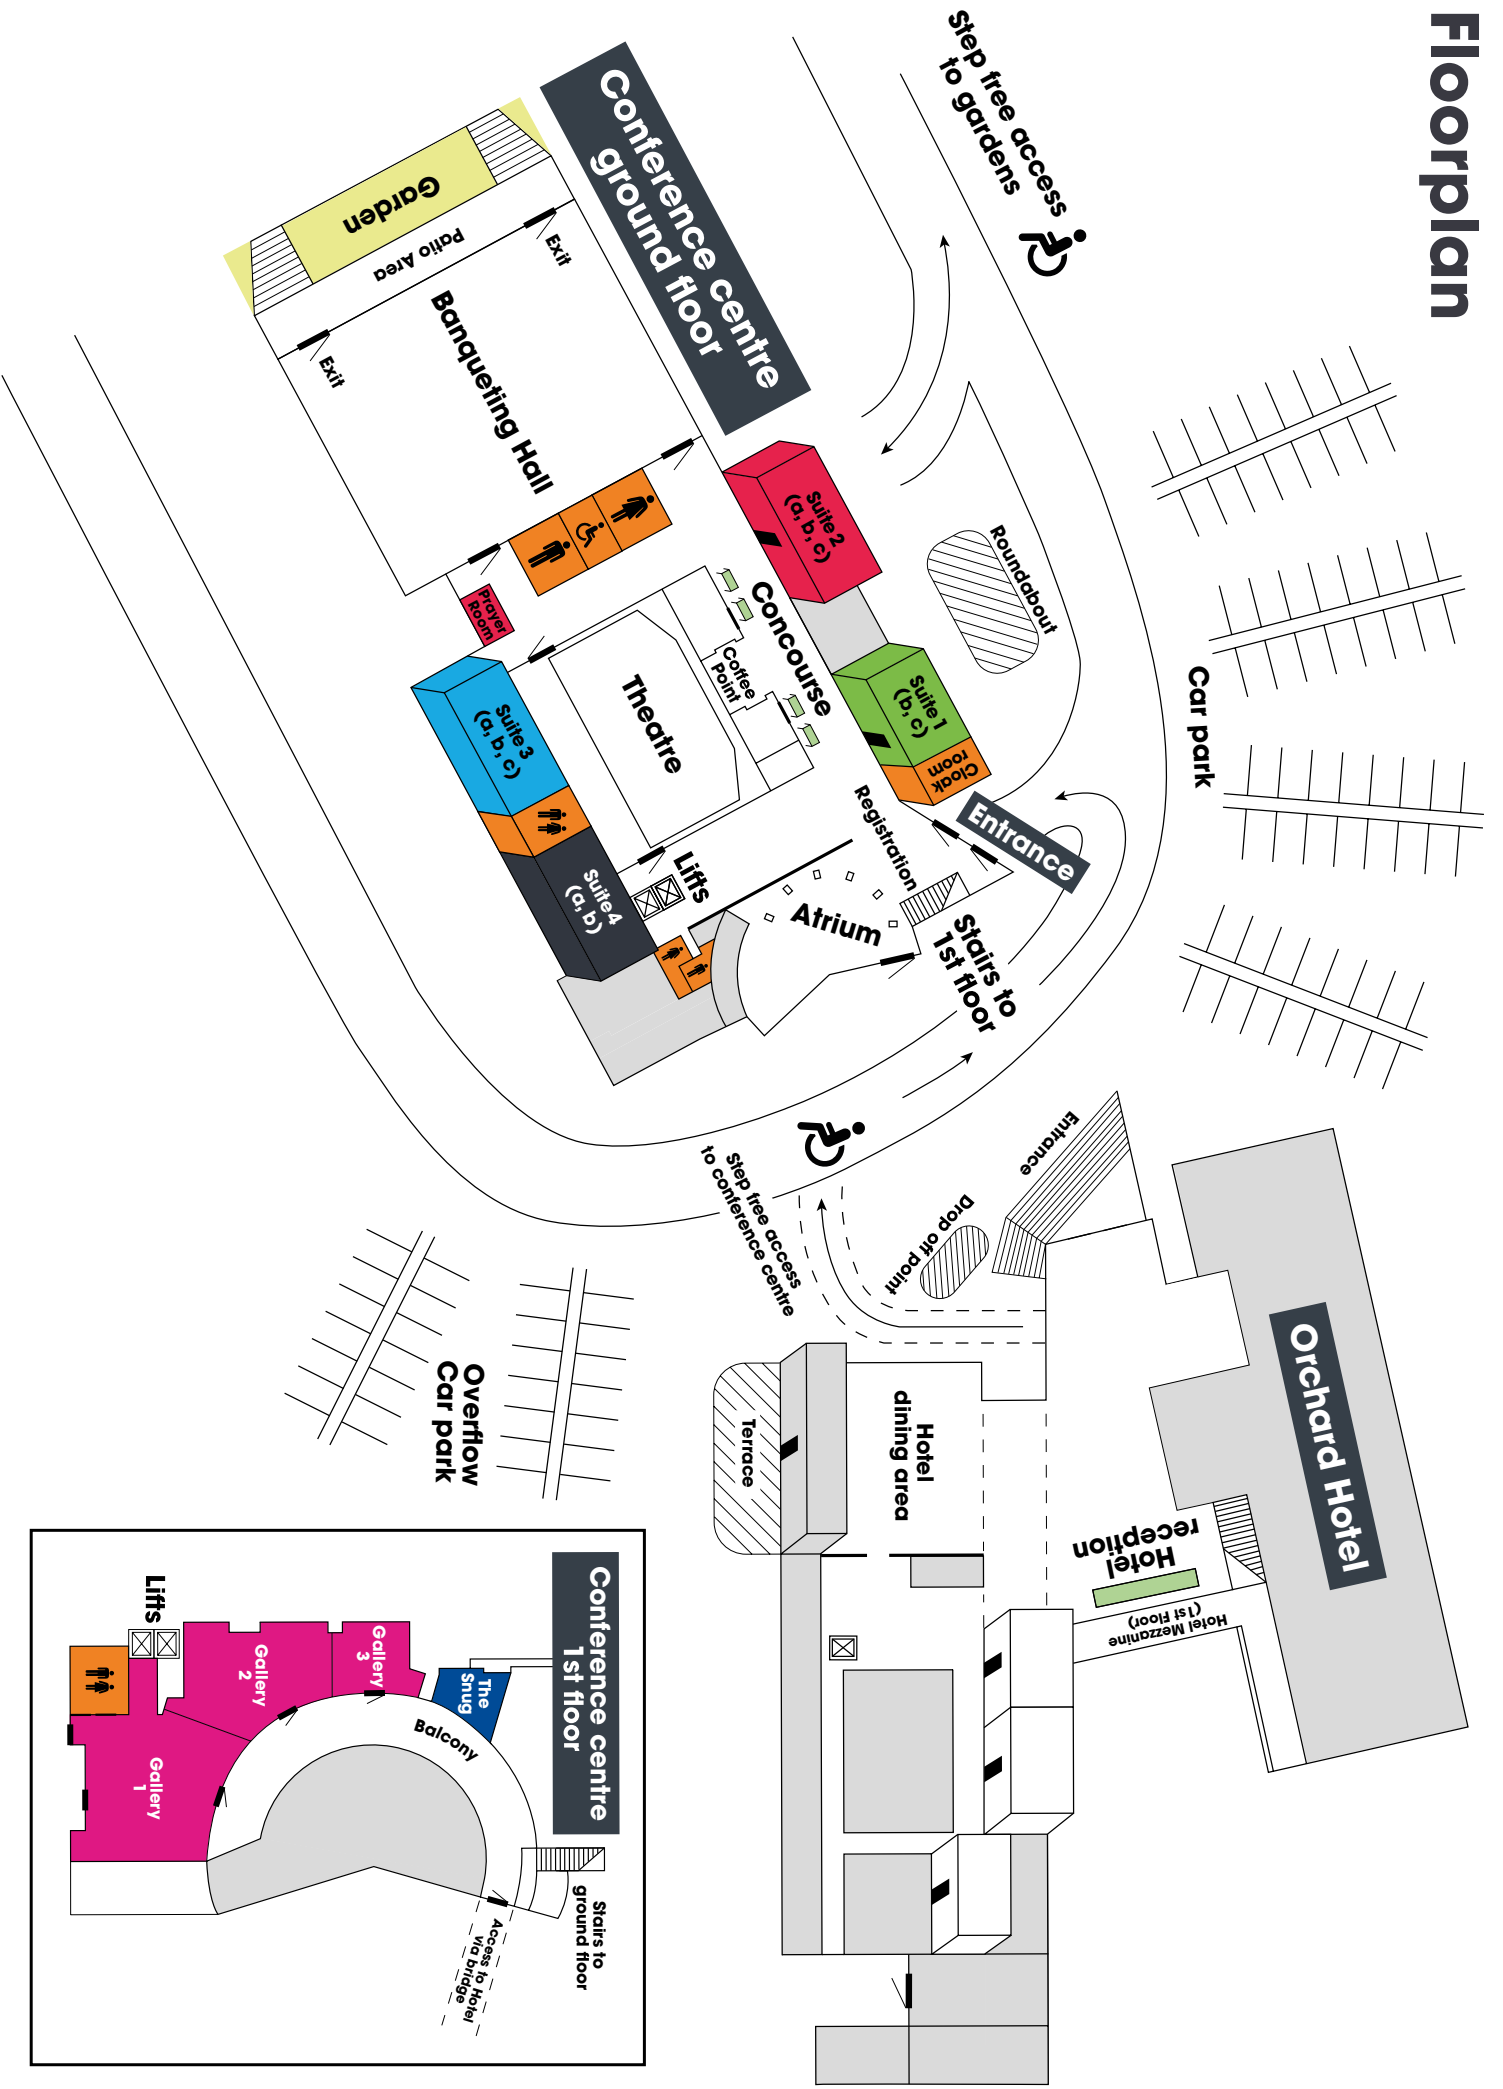 Floorplan
Step free access
to gardens
Conference centre
ground floor
Garden
Patio Area
Exit
Exit
Banqueting Hall
Suite 2
(a, b, c)
Roundabout
Car park
Prayer
Room
Concourse
Coffee
Point
Theatre
Suite 1
(b, c)
Cloak
room
Entrance
Registration
Suite 3
(a, b, c)
Suite 4
(a, b)
Lifts
Atrium
Stairs to
1st floor
Step free access
to conference centre
Entrance
Drop off point
Orchard Hotel
Hotel
reception
Hotel Mezzanine
(1st Floor)
Hotel
dining area
Terrace
Overflow
Car park
Conference centre
1st floor
Lifts
Gallery
3
Gallery
2
Gallery
1
The
Snug
Balcony
Stairs to
ground floor
Access to Hotel
via bridge